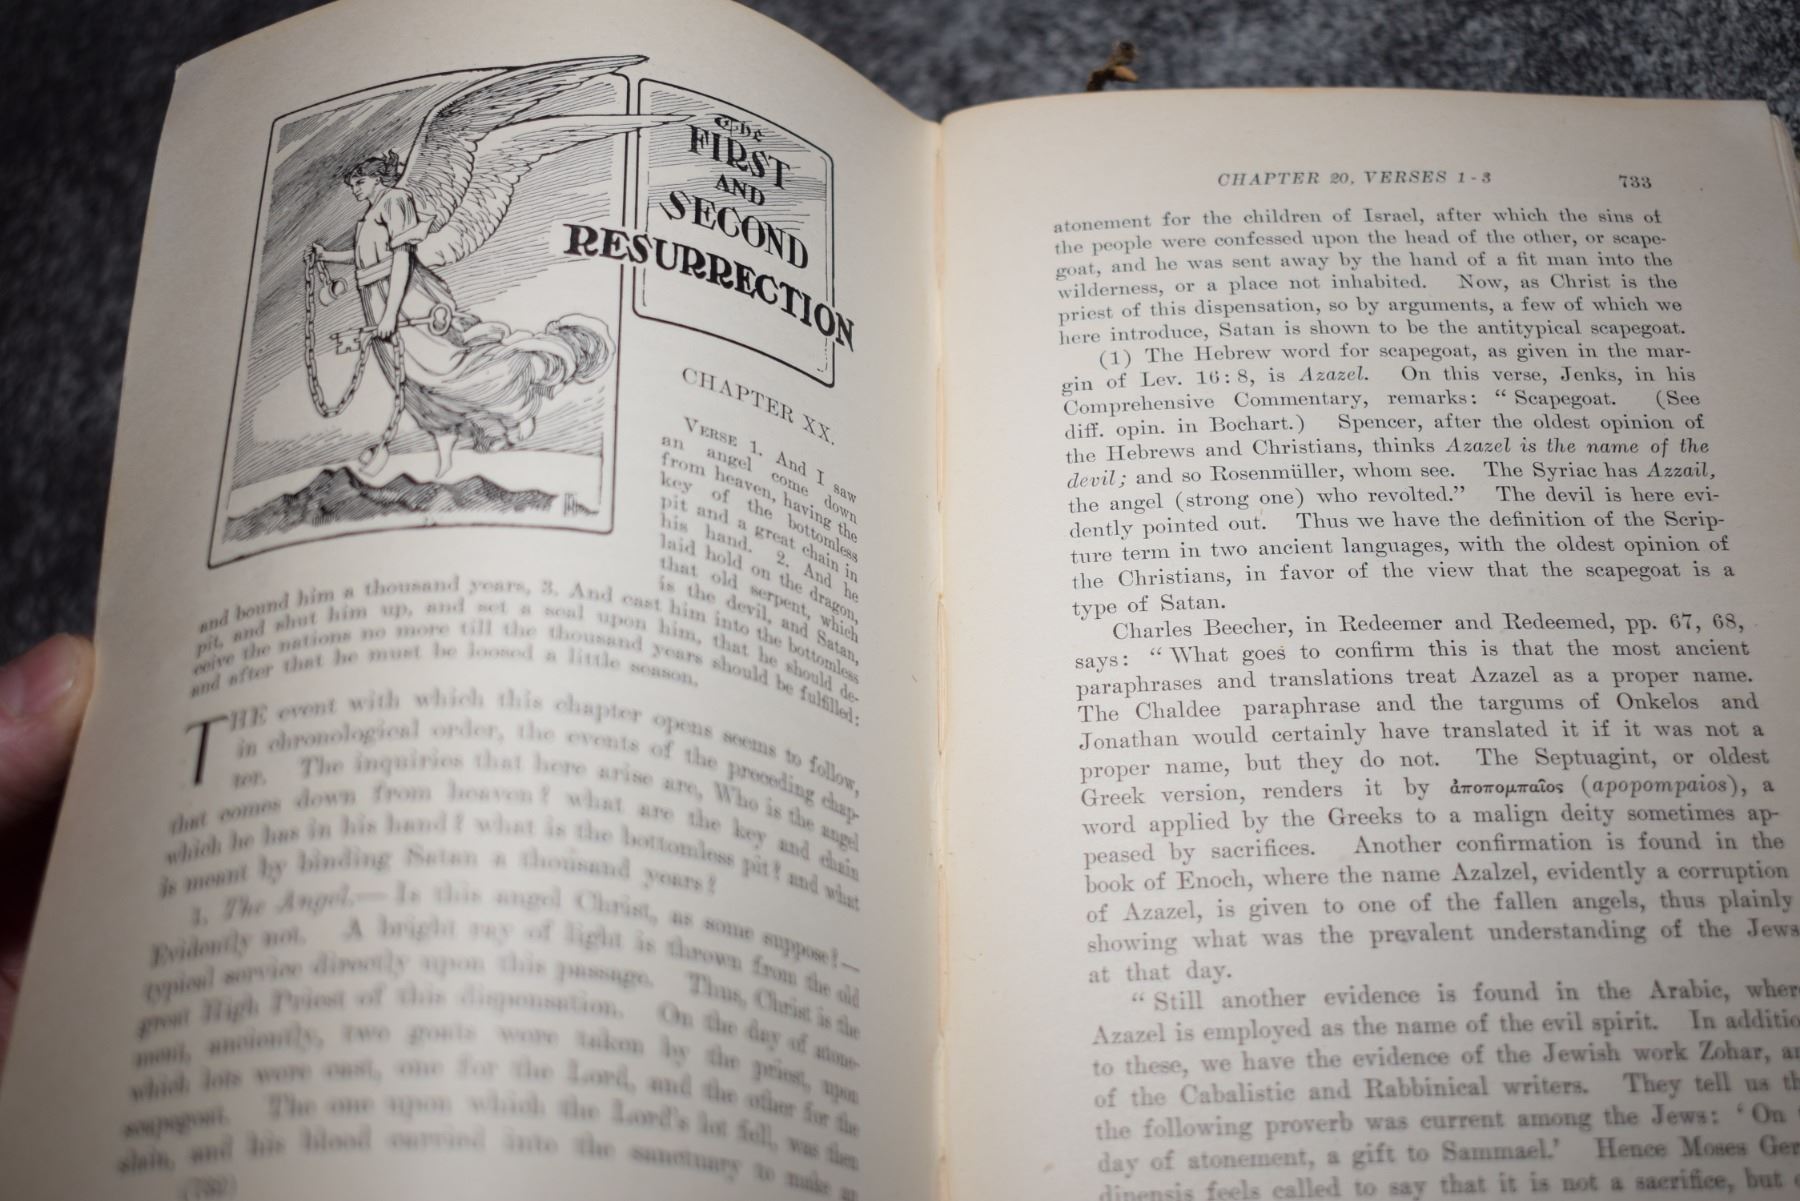 The
FIRST
AND
SECOND
RESURRECTION
CHAPTER XX.
VERSE 1. And I saw
an angel come down
from heaven, having the
key of the bottomless
pit and a great chain in
his hand. 2. And he
laid hold on the dragon,
that old serpent, which
is the devil, and Satan,
and bound him a thousand years, 3. And cast him into the bottomless
pit, and shut him up, and set a seal upon him, that he should de-
ceive the nations no more till the thousand years should be fulfilled:
and after that he must be loosed a little season.
THE event with which this chapter opens seems to follow,
in chronological order, the events of the preceding chap-
ter. The inquiries that here arise are, Who is the angel
that comes down from heaven? what are the key and chain
which he has in his hand? what is the bottomless pit? and what
is meant by binding Satan a thousand years?
1. The Angel.— Is this angel Christ, as some suppose?—
Evidently not. A bright ray of light is thrown from the old
typical service directly upon this passage. Thus, Christ is the
great High Priest of this dispensation. On the day of atone-
ment, anciently, two goats were taken by the priest, upon
which lots were cast, one for the Lord, and the other for the
scapegoat. The one upon which the Lord's lot fell, was then
slain, and his blood carried into the sanctuary to make an
CHAPTER 20, VERSES 1-3 733
atonement for the children of Israel, after which the sins of
the people were confessed upon the head of the other, or scape-
goat, and he was sent away by the hand of a fit man into the
wilderness, or a place not inhabited. Now, as Christ is the
priest of this dispensation, so by arguments, a few of which we
here introduce, Satan is shown to be the antitypical scapegoat.
(1) The Hebrew word for scapegoat, as given in the mar-
gin of Lev. 16:8, is Azazel. On this verse, Jenks, in his
Comprehensive Commentary, remarks: "Scapegoat. (See
diff. opin. in Bochart.) Spencer, after the oldest opinion of
the Hebrews and Christians, thinks Azazel is the name of the
devil; and so Rosenmüller, whom see. The Syriac has Azzail,
the angel (strong one) who revolted." The devil is here evi-
dently pointed out. Thus we have the definition of the Scrip-
ture term in two ancient languages, with the oldest opinion of
the Christians, in favor of the view that the scapegoat is a
type of Satan.
Charles Beecher, in Redeemer and Redeemed, pp. 67, 68,
says: "What goes to confirm this is that the most ancient
paraphrases and translations treat Azazel as a proper name.
The Chaldee paraphrase and the targums of Onkelos and
Jonathan would certainly have translated it if it was not a
proper name, but they do not. The Septuagint, or oldest
Greek version, renders it by ἀποπομπαῖος (apopompaios), a
word applied by the Greeks to a malign deity sometimes ap-
peased by sacrifices. Another confirmation is found in the
book of Enoch, where the name Azalzel, evidently a corruption
of Azazel, is given to one of the fallen angels, thus plainly
showing what was the prevalent understanding of the Jews
at that day.
"Still another evidence is found in the Arabic, wher
Azazel is employed as the name of the evil spirit. In additio
to these, we have the evidence of the Jewish work Zohar, an
of the Cabalistic and Rabbinical writers. They tell us th
the following proverb was current among the Jews: 'On
day of atonement, a gift to Sammael.' Hence Moses Ger
dinensis feels called to say that it is not a sacrifice, but